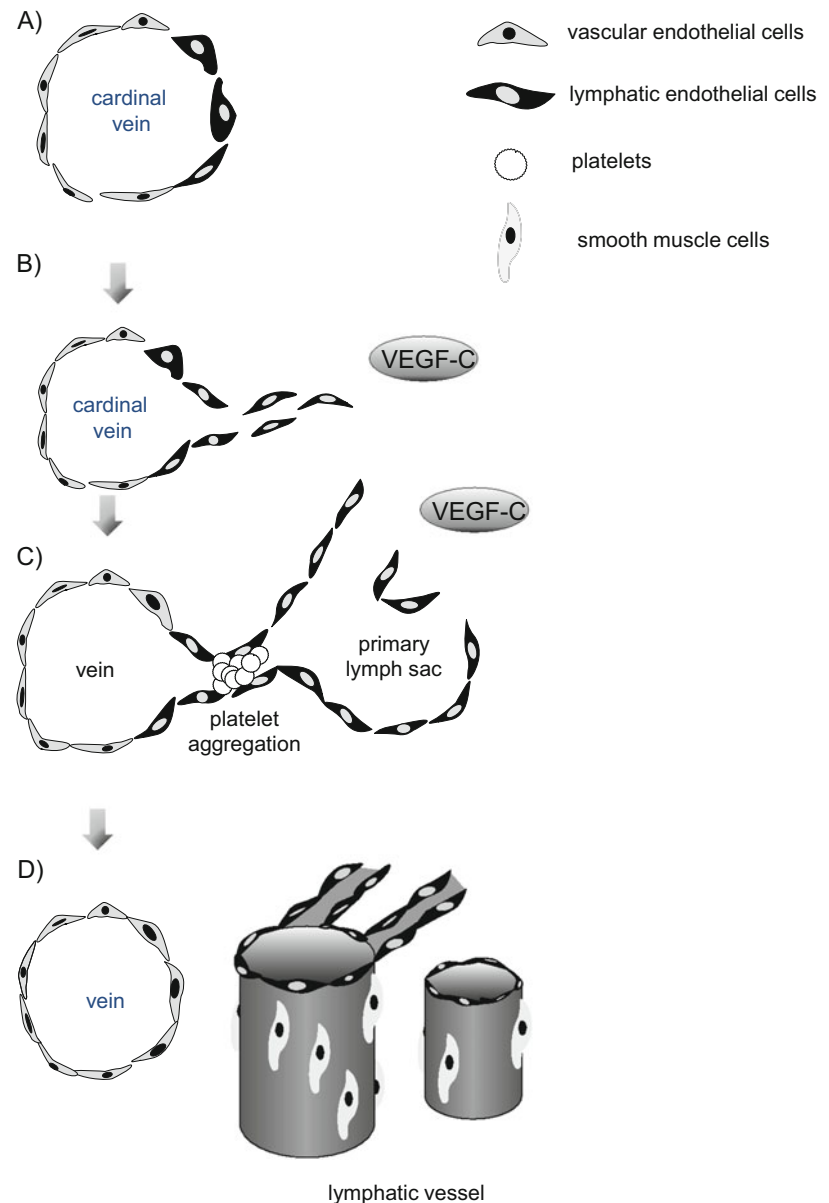 A)
cardinal
vein
vascular endothelial cells
lymphatic endothelial cells
platelets
smooth muscle cells
B)
VEGF-C
cardinal
vein
VEGF-C
C)
vein
primary
lymph sac
platelet
aggregation
D)
vein
lymphatic vessel